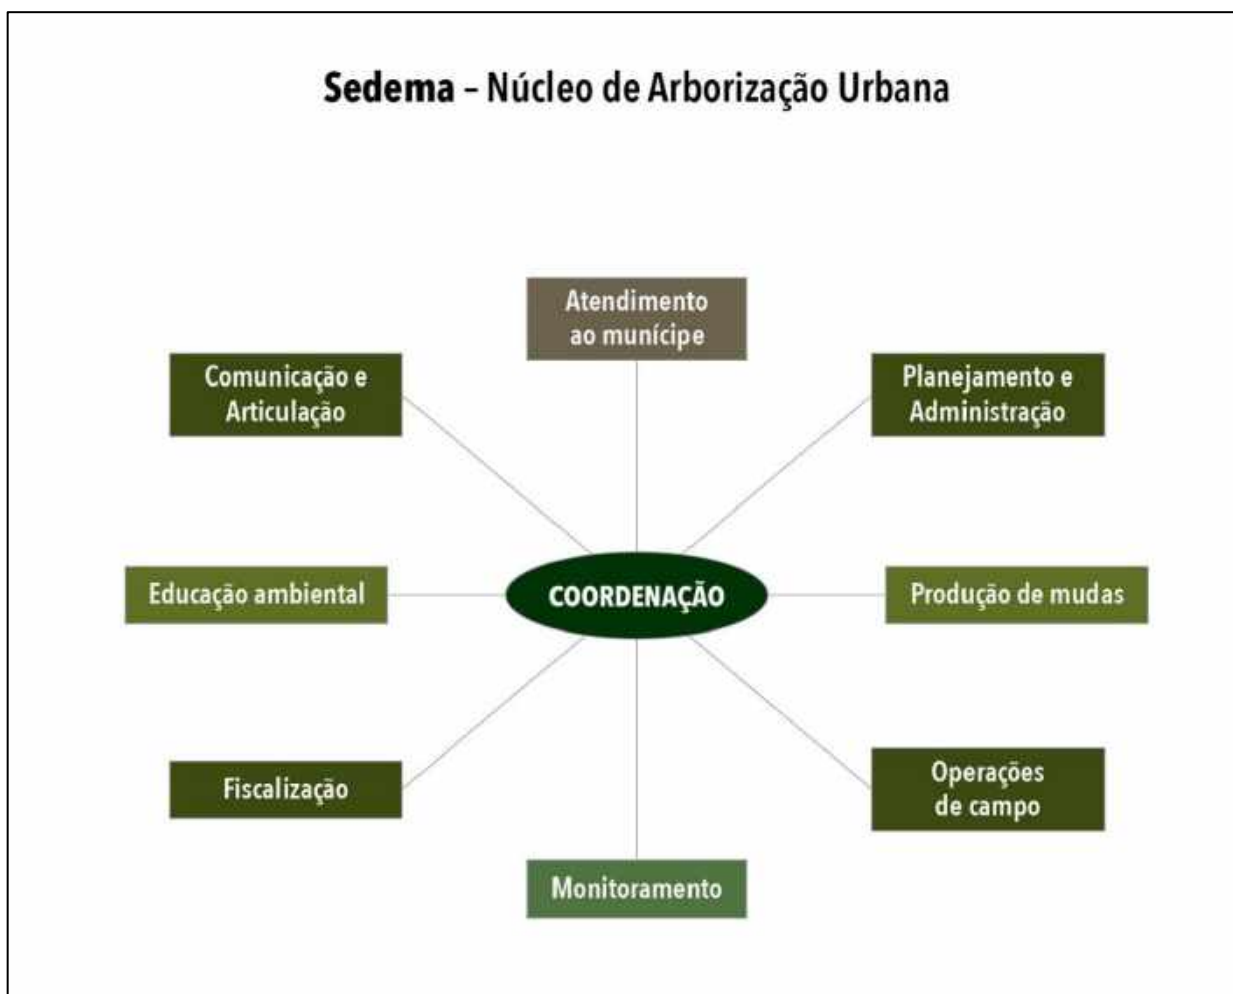 Sedema – Núcleo de Arborização Urbana
Atendimento
ao munícipe
Comunicação e
Articulação
Planejamento e
Administração
Educação ambiental
COORDENAÇÃO
Produção de mudas
Fiscalização
Operações
de campo
Monitoramento